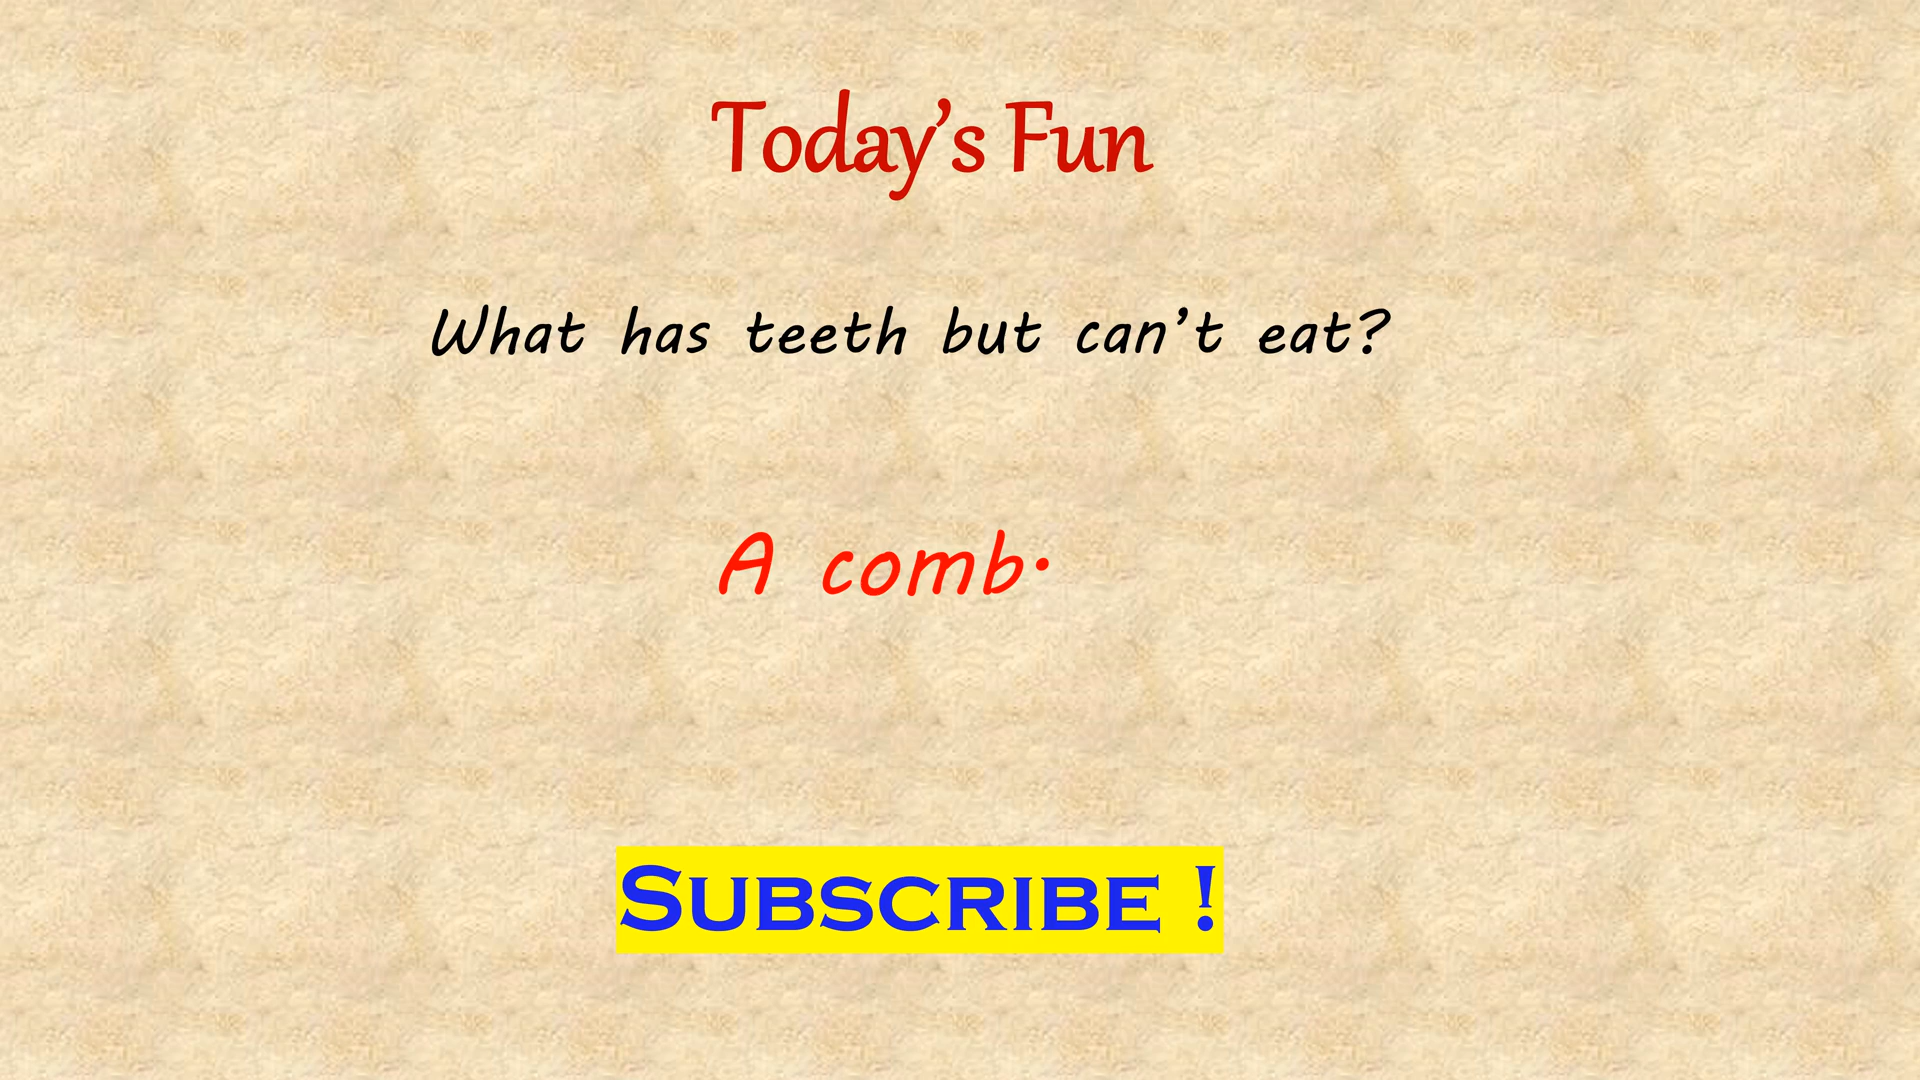 Today’s Fun
What has teeth but can’t eat?
A comb.
SUBSCRIBE !